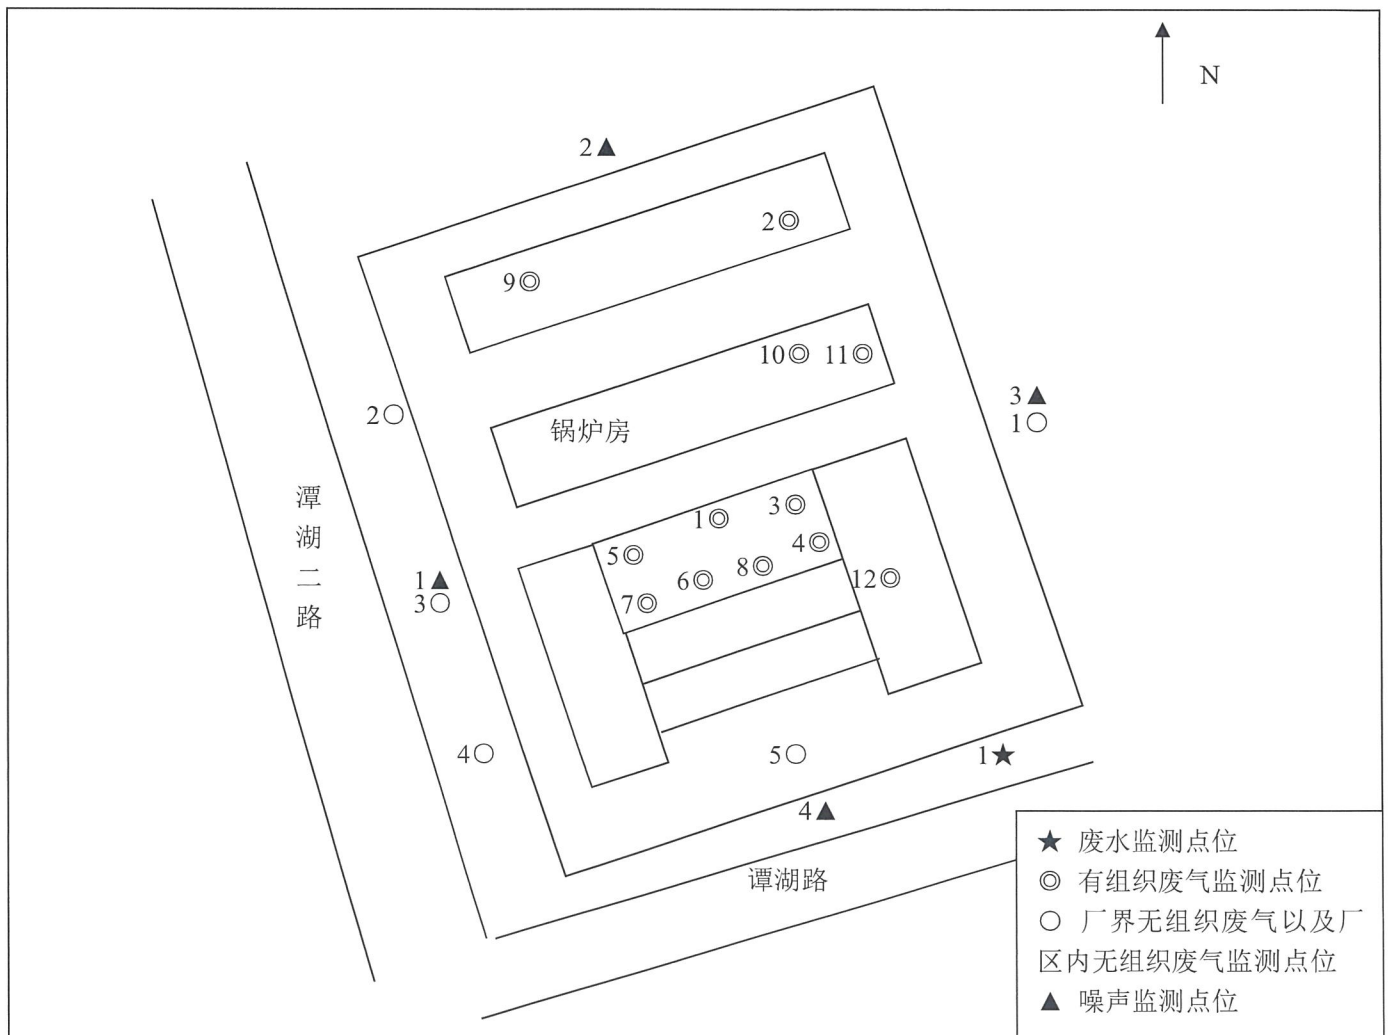 N
2▲
2◎
9◎
10◎ 11◎
3▲
1○
2○
锅炉房
潭湖二路
1◎
3◎
4◎
5◎
6◎
8◎
7◎
12◎
1▲
3○
4○
5○
1★
4▲
谭湖路
★ 废水监测点位
◎ 有组织废气监测点位
○ 厂界无组织废气以及厂
区内无组织废气监测点位
▲ 噪声监测点位